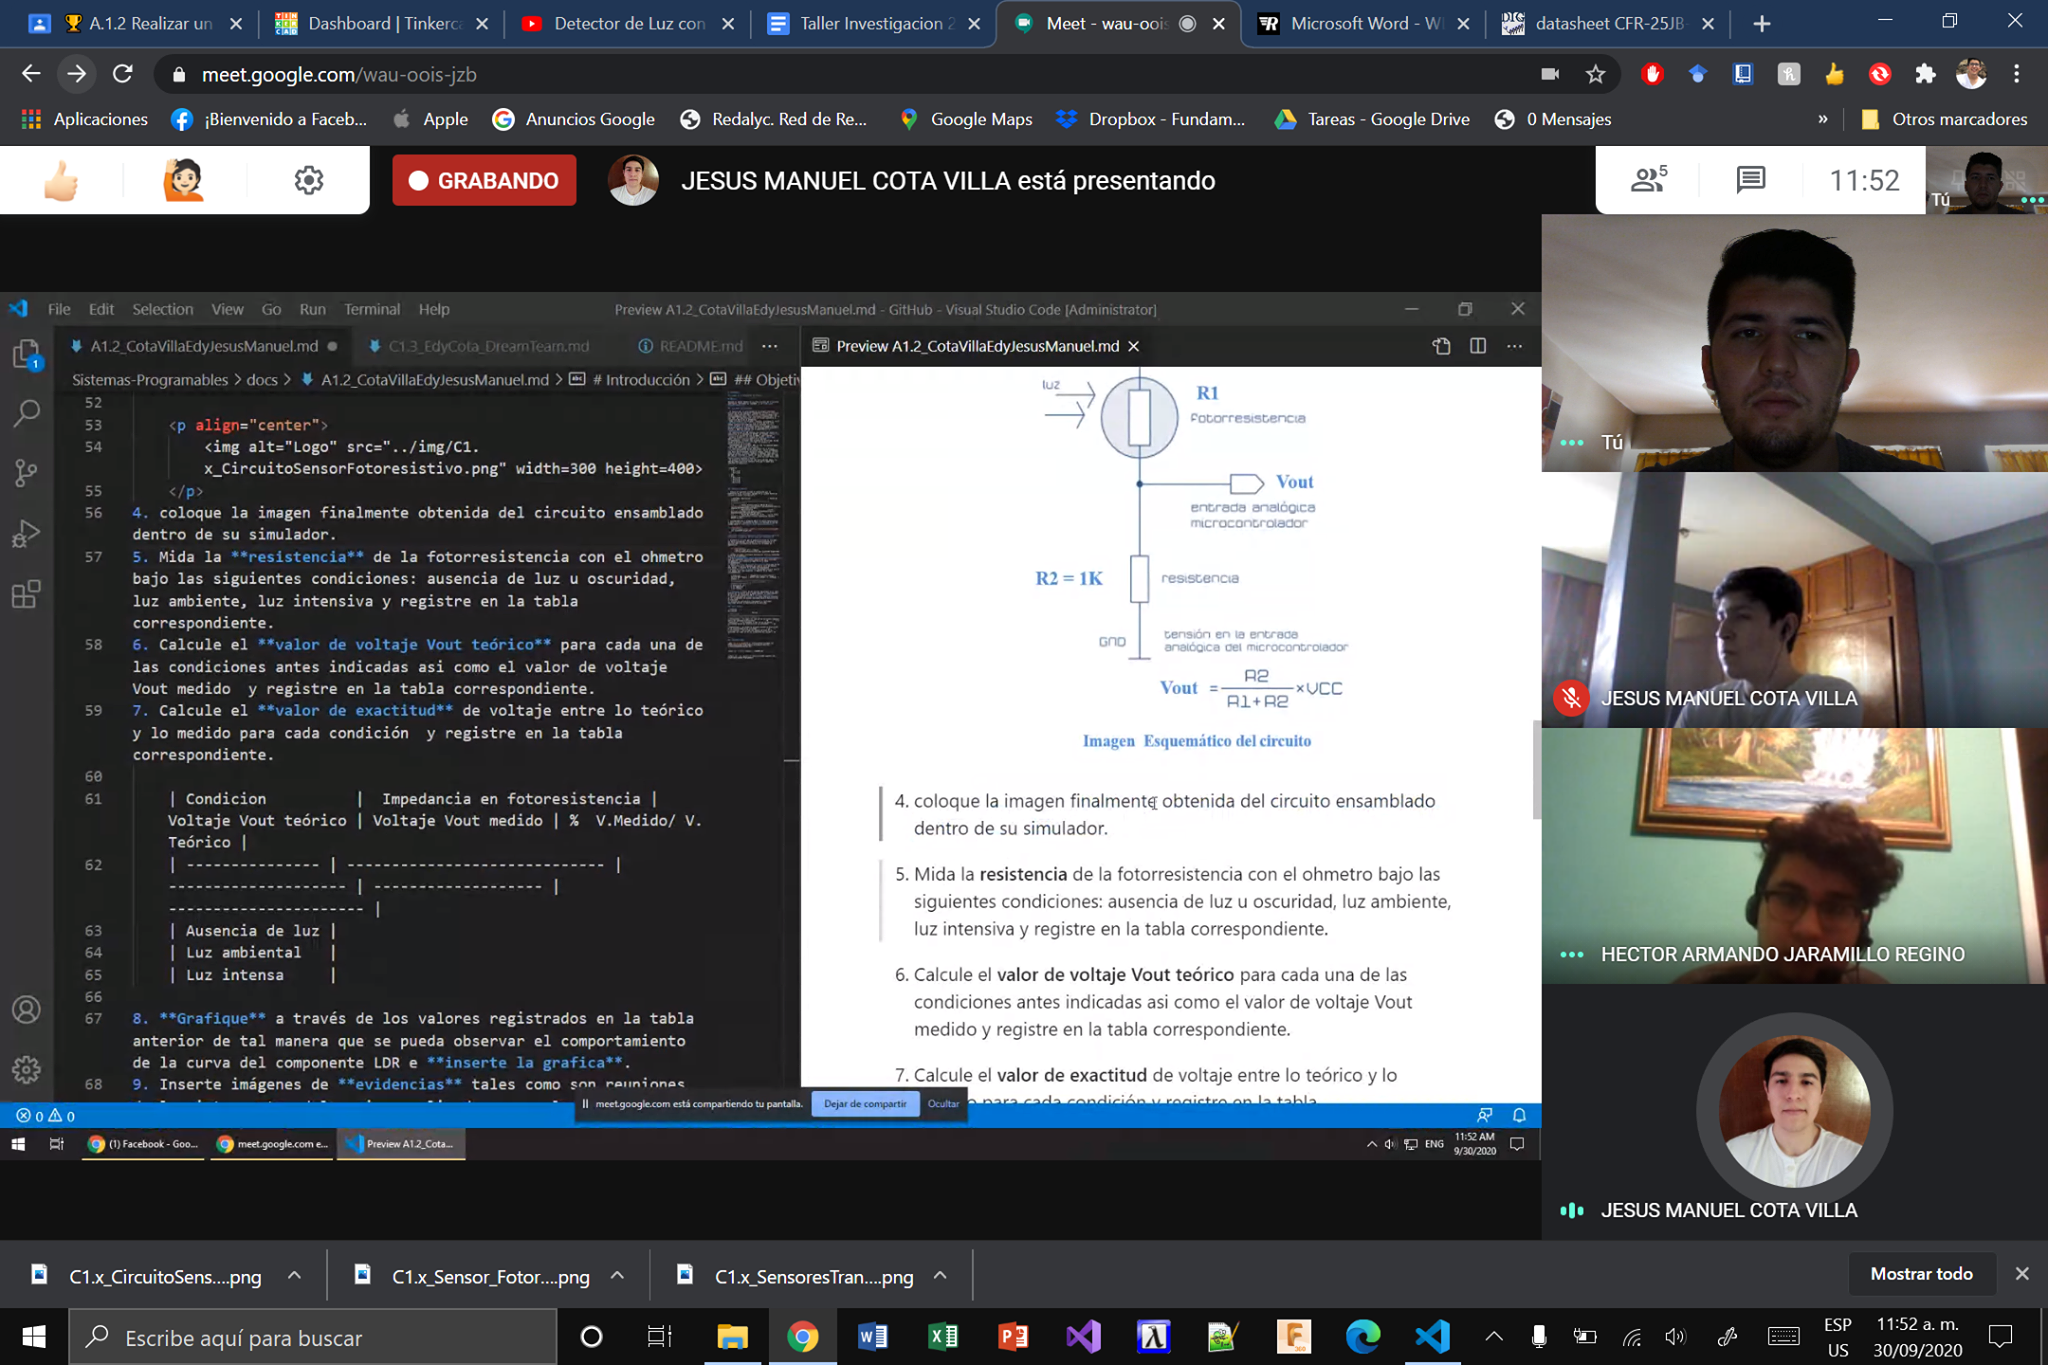 A.1.2 Realizar un
Dashboard | Tinkerca
Detector de Luz con
Taller Investigacion 2
Meet - wau-oois
Microsoft Word - W
datasheet CFR-25JB
meet.google.com/wau-oois-jzb
Aplicaciones
¡Bienvenido a Faceb...
Apple
Anuncios Google
Redalyc. Red de Re...
Google Maps
Dropbox - Fundam...
Tareas - Google Drive
0 Mensajes
»
Otros marcadores
GRABANDO
JESUS MANUEL COTA VILLA está presentando
5
11:52
Tú
File Edit Selection View Go Run Terminal Help
Preview A1.2_CotaVillaEdyJesusManuel.md - GitHub - Visual Studio Code [Administrator]
A1.2_CotaVillaEdyJesusManuel.md
C1.3_EdyCota_DreamTeam.md
README.md
Sistemas-Programables > docs > A1.2_CotaVillaEdyJesusManuel.md > # Introducción > ## Objetiv
1
52
53 <p align="center">
54 <img alt="Logo" src="../img/C1.
x_CircuitoSensorFotoresistivo.png" width=300 height=400>
55 </p>
56 4. coloque la imagen finalmente obtenida del circuito ensamblado
dentro de su simulador.
57 5. Mida la **resistencia** de la fotorresistencia con el ohmetro
bajo las siguientes condiciones: ausencia de luz u oscuridad,
luz ambiente, luz intensiva y registre en la tabla
correspondiente.
58 6. Calcule el **valor de voltaje Vout teórico** para cada una de
las condiciones antes indicadas asi como el valor de voltaje
Vout medido  y registre en la tabla correspondiente.
59 7. Calcule el **valor de exactitud** de voltaje entre lo teórico
y lo medido para cada condición  y registre en la tabla
correspondiente.
60
61 | Condicion | Impedancia en fotoresistencia |
Voltaje Vout teórico | Voltaje Vout medido | % V.Medido/ V.
Teórico |
62 | --------------- | ---------------------------- |
-------------------- | ------------------- |
---------------------- |
63 | Ausencia de luz |
64 | Luz ambiental |
65 | Luz intensa |
66
67 8. **Grafique** a través de los valores registrados en la tabla
anterior de tal manera que se pueda observar el comportamiento
de la curva del componente LDR e **inserte la grafica**.
68 9. Inserte imágenes de **evidencias** tales como son reuniones
Preview A1.2_CotaVillaEdyJesusManuel.md
luz
R1
fotorresistencia
Vout
entrada analógica
microcontrolador
R2 = 1K
resistencia
GND
tensión en la entrada
analógica del microcontrolador
Vout = R2
R1+R2 ×VCC
Imagen Esquemático del circuito
4. coloque la imagen finalmente obtenida del circuito ensamblado
dentro de su simulador.
5. Mida la resistencia de la fotorresistencia con el ohmetro bajo las
siguientes condiciones: ausencia de luz u oscuridad, luz ambiente,
luz intensiva y registre en la tabla correspondiente.
6. Calcule el valor de voltaje Vout teórico para cada una de las
condiciones antes indicadas asi como el valor de voltaje Vout
medido y registre en la tabla correspondiente.
7. Calcule el valor de exactitud de voltaje entre lo teórico y lo
para cada condición y registre en la tabla
meet.google.com está compartiendo tu pantalla.
Dejar de compartir
Ocultar
0 0
(1) Facebook - Goo...
meet.google.com e...
Preview A1.2_Cota...
ENG
11:52 AM
9/30/2020
Tú
JESUS MANUEL COTA VILLA
HECTOR ARMANDO JARAMILLO REGINO
JESUS MANUEL COTA VILLA
C1.x_CircuitoSens....png
C1.x_Sensor_Fotor....png
C1.x_SensoresTran....png
Mostrar todo
Escribe aquí para buscar
ESP
US
11:52 a. m.
30/09/2020